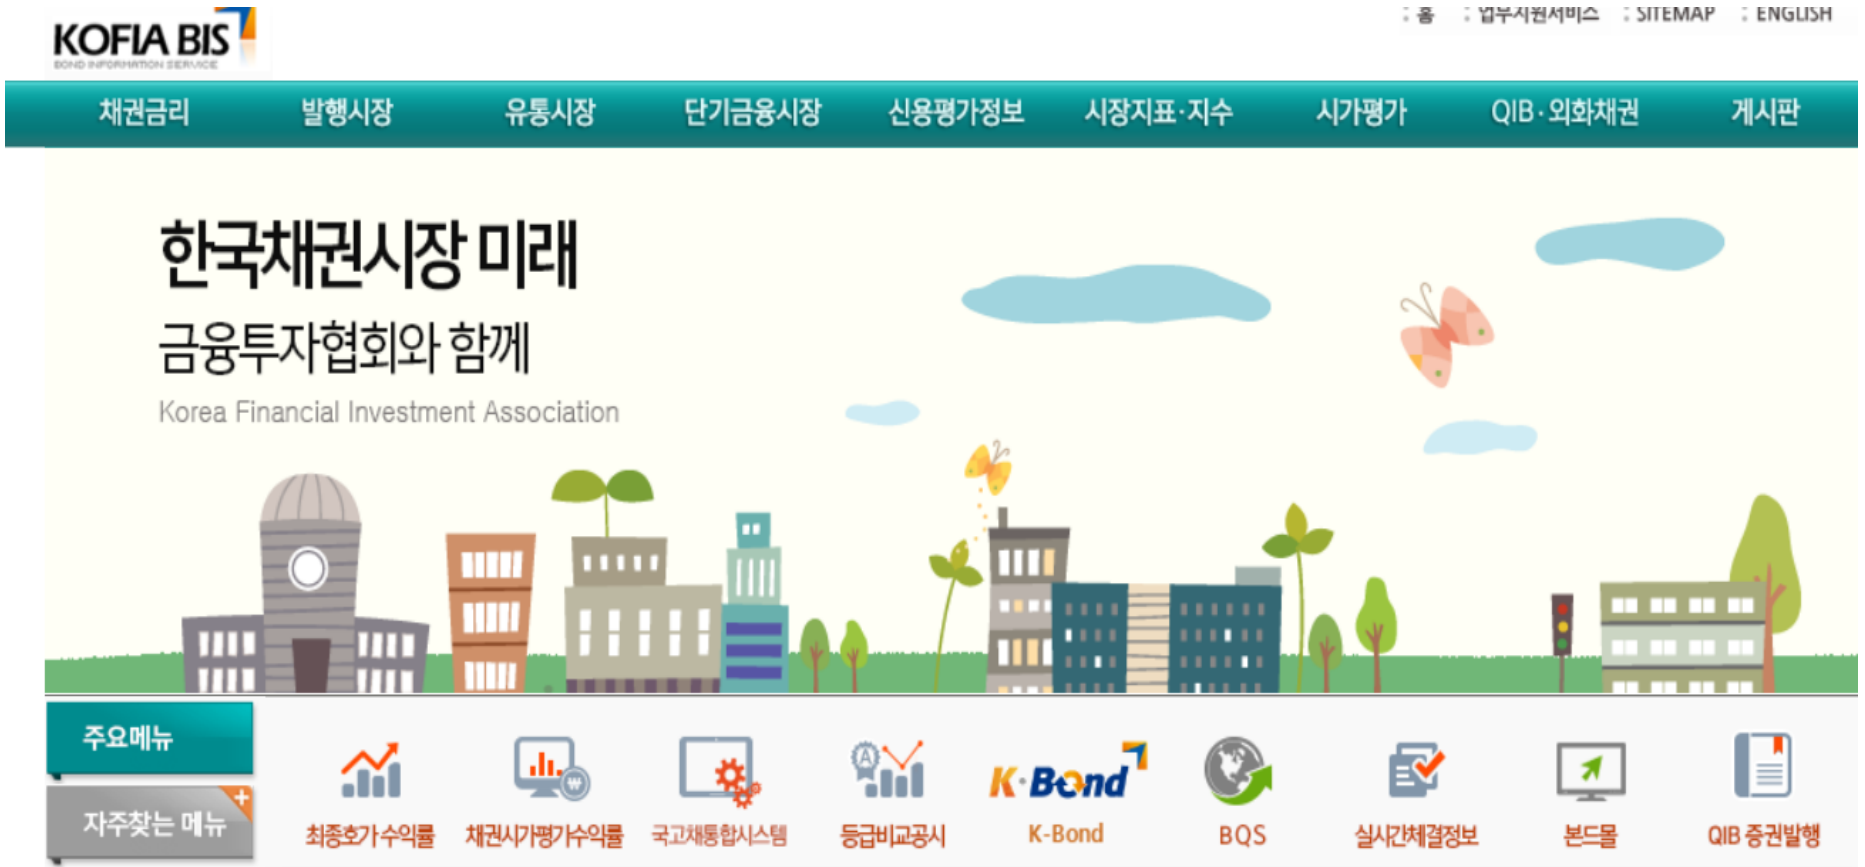 KOFIA BIS
BOND INFORMATION SERVICE
: 홈 : 업무지원서비스 : SITEMAP : ENGLISH
채권금리 발행시장 유통시장 단기금융시장 신용평가정보 시장지표·지수 시가평가 QIB·외화채권 게시판
한국채권시장 미래
금융투자협회와 함께
Korea Financial Investment Association
주요메뉴
자주찾는 메뉴
A
₩
K·Bond
최종호가 수익률 채권시가평가수익률 국고채통합시스템 등급비교공시 K-Bond BQS 실시간체결정보 본드몰 QIB 증권발행